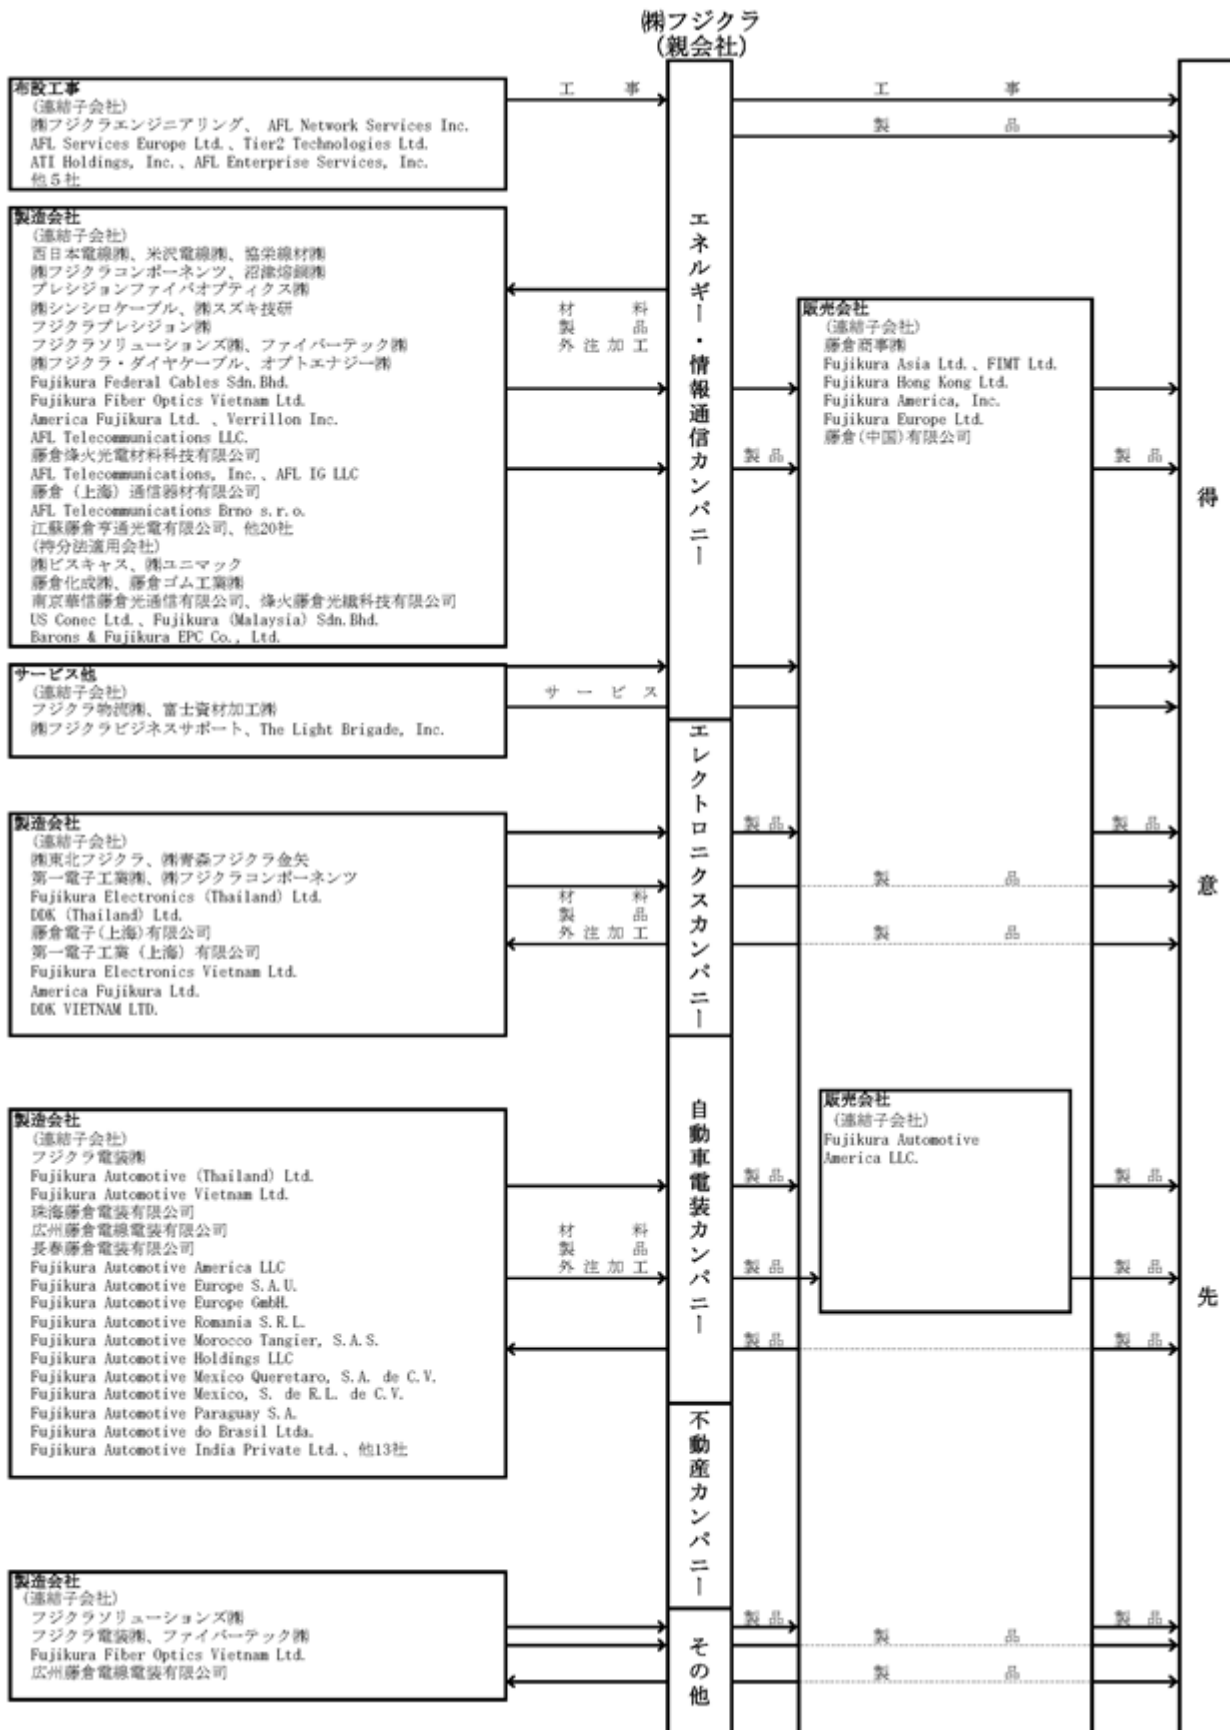 ㈱フジクラ
(親会社)
布設工事
(連結子会社)
㈱フジクラエンジニアリング、 AFL Network Services Inc.
AFL Services Europe Ltd.、Tier2 Technologies Ltd.
ATI Holdings, Inc.、AFL Enterprise Services, Inc.
他5社
工事
工事
製品
製造会社
(連結子会社)
西日本電線㈱、米沢電線㈱、協栄線材㈱
㈱フジクラコンポーネンツ、沼津熔銅㈱
プレシジョンファイバオプティクス㈱
㈱シンシロケーブル、㈱スズキ技研
フジクラプレシジョン㈱
フジクラソリューションズ㈱、ファイバーテック㈱
㈱フジクラ・ダイヤケーブル、オプトエナジー㈱
Fujikura Federal Cables Sdn.Bhd.
Fujikura Fiber Optics Vietnam Ltd.
America Fujikura Ltd. 、Verrillon Inc.
AFL Telecommunications LLC.
藤倉烽火光電材料科技有限公司
AFL Telecommunications, Inc.、AFL IG LLC
藤倉（上海）通信器材有限公司
AFL Telecommunications Brno s.r.o.
江蘇藤倉亨通光電有限公司、他20社
(持分法適用会社)
㈱ビスキャス、㈱ユニマック
藤倉化成㈱、藤倉ゴム工業㈱
南京華信藤倉光通信有限公司、烽火藤倉光纖科技有限公司
US Conec Ltd.、Fujikura (Malaysia) Sdn.Bhd.
Barons & Fujikura EPC Co., Ltd.
材料
製品
外注加工
エネルギー・情報通信カンパニー
製品
販売会社
(連結子会社)
藤倉商事㈱
Fujikura Asia Ltd.、FIMT Ltd.
Fujikura Hong Kong Ltd.
Fujikura America, Inc.
Fujikura Europe Ltd.
藤倉(中国)有限公司
製品
得意先
サービス他
(連結子会社)
フジクラ物流㈱、富士資材加工㈱
㈱フジクラビジネスサポート、The Light Brigade, Inc.
サービス
製造会社
(連結子会社)
㈱東北フジクラ、㈱青森フジクラ金矢
第一電子工業㈱、㈱フジクラコンポーネンツ
Fujikura Electronics (Thailand) Ltd.
DDK (Thailand) Ltd.
藤倉電子(上海)有限公司
第一電子工業（上海）有限公司
Fujikura Electronics Vietnam Ltd.
America Fujikura Ltd.
DDK VIETNAM LTD.
材料
製品
外注加工
エレクトロニクスカンパニー
製品
製品
製品
製品
製造会社
(連結子会社)
フジクラ電装㈱
Fujikura Automotive (Thailand) Ltd.
Fujikura Automotive Vietnam Ltd.
珠海藤倉電装有限公司
広州藤倉電線電装有限公司
長春藤倉電装有限公司
Fujikura Automotive America LLC
Fujikura Automotive Europe S.A.U.
Fujikura Automotive Europe GmbH.
Fujikura Automotive Romania S.R.L.
Fujikura Automotive Morocco Tangier, S.A.S.
Fujikura Automotive Holdings LLC
Fujikura Automotive Mexico Queretaro, S.A. de C.V.
Fujikura Automotive Mexico, S. de R.L. de C.V.
Fujikura Automotive Paraguay S.A.
Fujikura Automotive do Brasil Ltda.
Fujikura Automotive India Private Ltd.、他13社
材料
製品
外注加工
自動車電装カンパニー
製品
製品
製品
販売会社
(連結子会社)
Fujikura Automotive
America LLC.
製品
製品
製品
不動産カンパニー
製造会社
(連結子会社)
フジクラソリューションズ㈱
フジクラ電装㈱、ファイバーテック㈱
Fujikura Fiber Optics Vietnam Ltd.
広州藤倉電線電装有限公司
その他
製品
製品
製品
製品